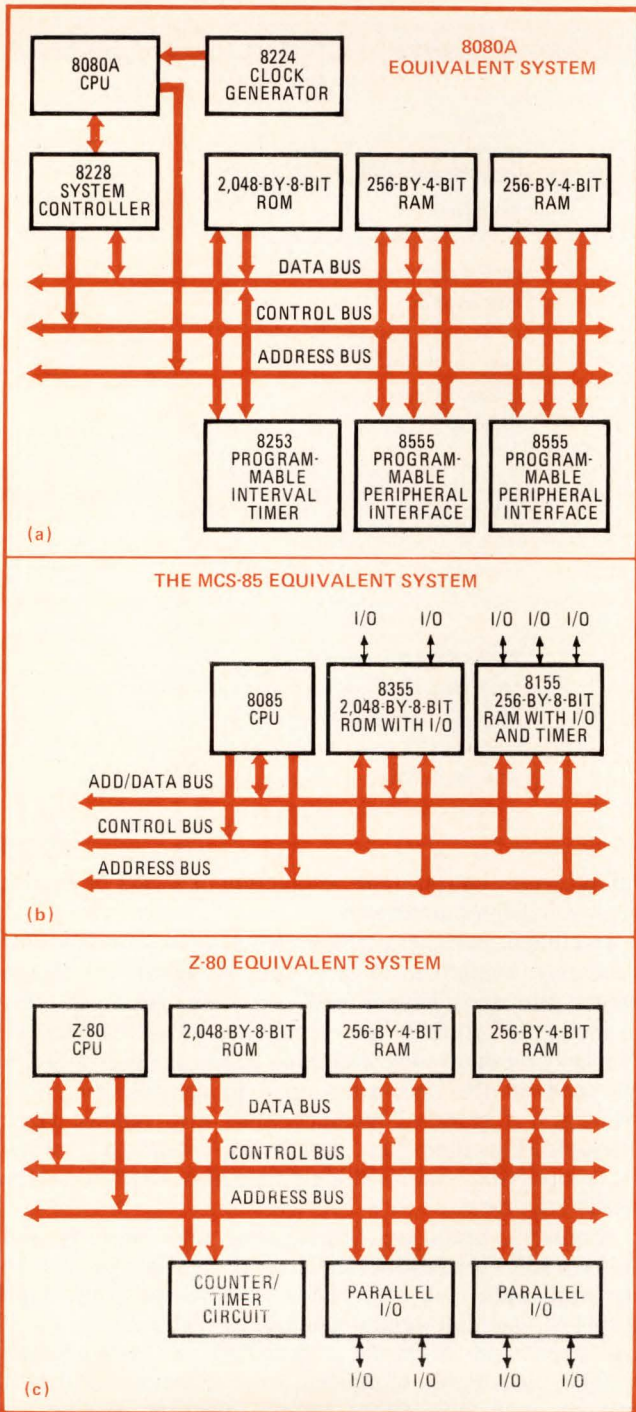 8080A
EQUIVALENT SYSTEM
8080A
CPU
8224
CLOCK
GENERATOR
8228
SYSTEM
CONTROLLER
2,048-BY-8-BIT
ROM
256-BY-4-BIT
RAM
256-BY-4-BIT
RAM
DATA BUS
CONTROL BUS
ADDRESS BUS
8253
PROGRAM-
MABLE
INTERVAL
TIMER
8555
PROGRAM-
MABLE
PERIPHERAL
INTERFACE
8555
PROGRAM-
MABLE
PERIPHERAL
INTERFACE
(a)
THE MCS-85 EQUIVALENT SYSTEM
I/O I/O I/O I/O I/O
8085
CPU
8355
2,048-BY-8-BIT
ROM WITH I/O
8155
256-BY-8-BIT
RAM WITH I/O
AND TIMER
ADD/DATA BUS
CONTROL BUS
ADDRESS BUS
(b)
Z-80 EQUIVALENT SYSTEM
Z-80
CPU
2,048-BY-8-BIT
ROM
256-BY-4-BIT
RAM
256-BY-4-BIT
RAM
DATA BUS
CONTROL BUS
ADDRESS BUS
COUNTER/
TIMER
CIRCUIT
PARALLEL
I/O
PARALLEL
I/O
I/O I/O I/O I/O
(c)